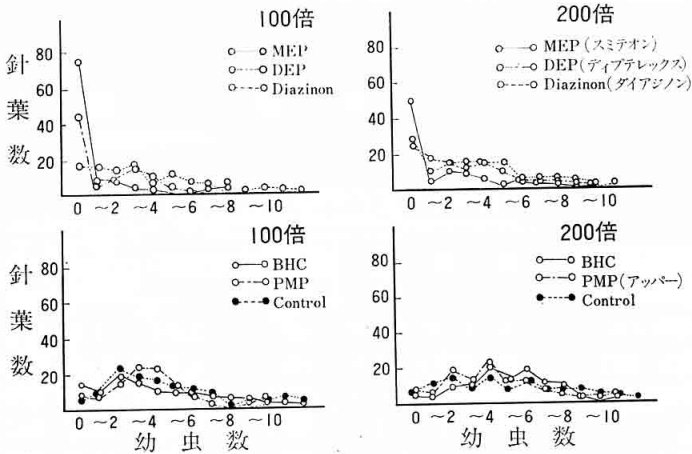 100倍
針葉数
80
60
40
20
MEP
DEP
Diazinon
0 ～2 ～4 ～6 ～8 ～10
200倍
80
60
40
20
MEP(スミテオン)
DEP(ディプテレックス)
Diazinon(ダイアジノン)
0 ～2 ～4 ～6 ～8 ～10
100倍
針葉数
80
60
40
20
BHC
PMP
Control
0 ～2 ～4 ～6 ～8 ～10
幼虫数
200倍
80
60
40
20
BHC
PMP(アッパー)
Control
0 ～2 ～4 ～6 ～8 ～10
幼虫数